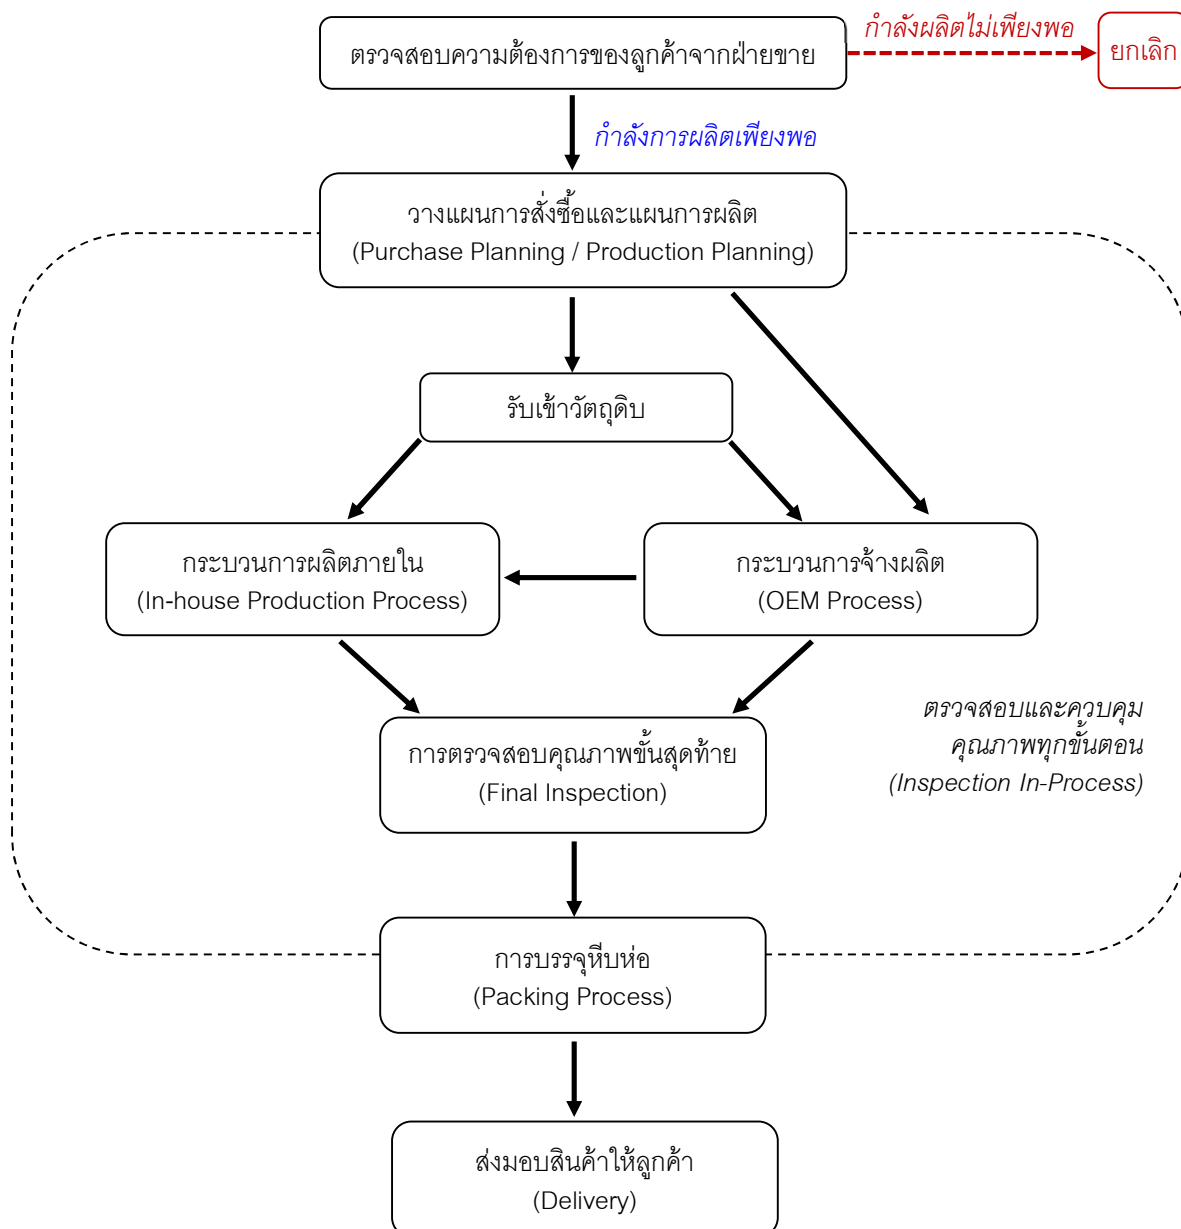 กำลังผลิตไม่เพียงพอ
ตรวจสอบความต้องการของลูกค้าจากฝ่ายขาย
ยกเลิก
กำลังการผลิตเพียงพอ
วางแผนการสั่งซื้อและแผนการผลิต
(Purchase Planning / Production Planning)
รับเข้าวัตถุดิบ
กระบวนการผลิตภายใน
(In-house Production Process)
กระบวนการจ้างผลิต
(OEM Process)
ตรวจสอบและควบคุม
คุณภาพทุกขั้นตอน
(Inspection In-Process)
การตรวจสอบคุณภาพขั้นสุดท้าย
(Final Inspection)
การบรรจุหีบห่อ
(Packing Process)
ส่งมอบสินค้าให้ลูกค้า
(Delivery)